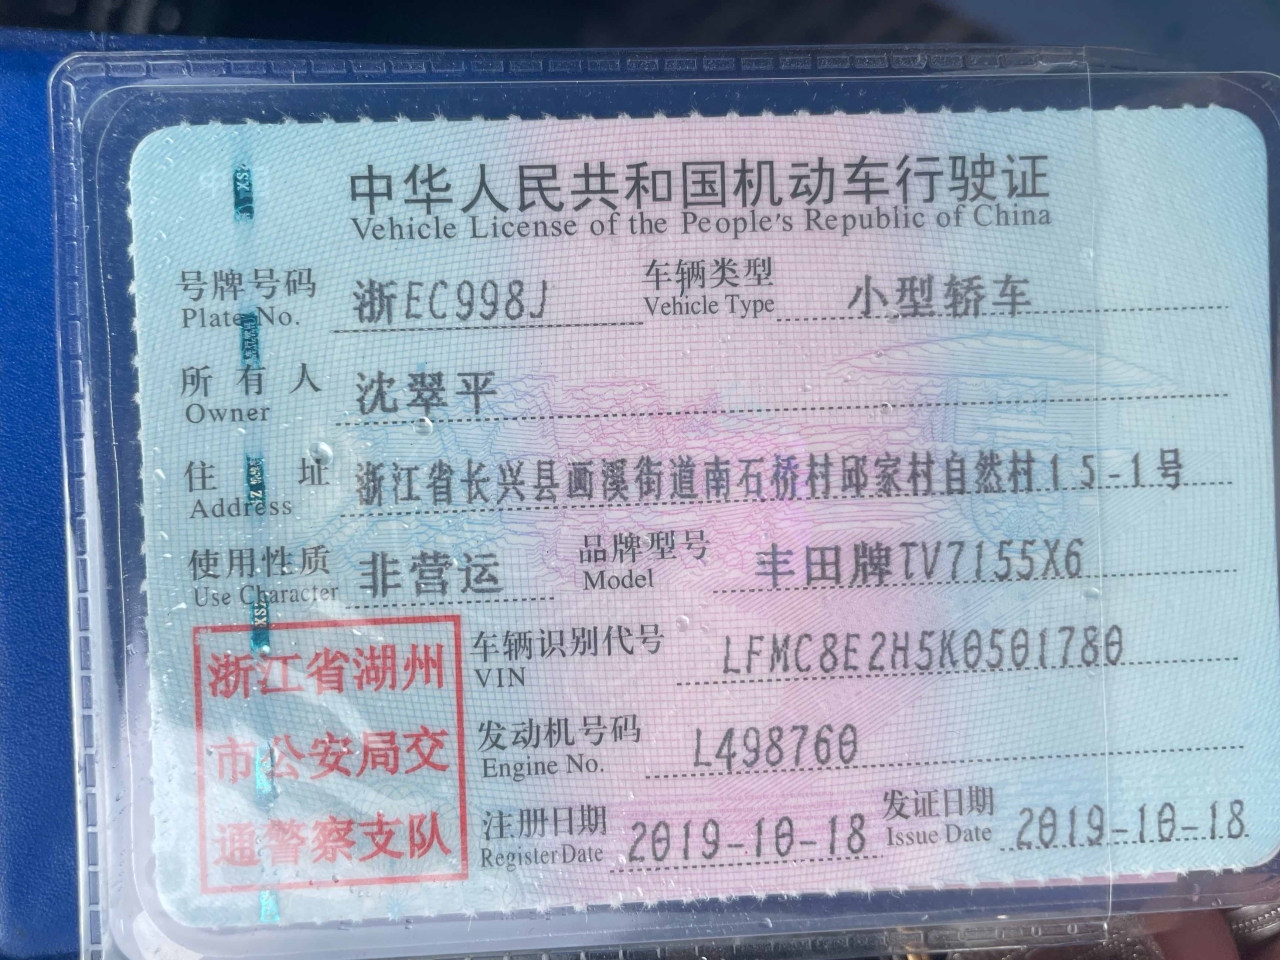 中华人民共和国机动车行驶证
Vehicle License of the People's Republic of China
号牌号码 浙EC998J 车辆类型 小型轿车
Plate No. Vehicle Type
所有人 沈翠平
Owner
住址 浙江省长兴县画溪街道南石桥村邱家村自然村15-1号
Address
使用性质 非营运 品牌型号 丰田牌TV7155X6
Use Character Model
浙江省湖州
市公安局交
通警察支队
车辆识别代号 LFMC8E2H5K0501780
VIN
发动机号码 L498760
Engine No.
注册日期 2019-10-18 发证日期 2019-10-18
Register Date Issue Date